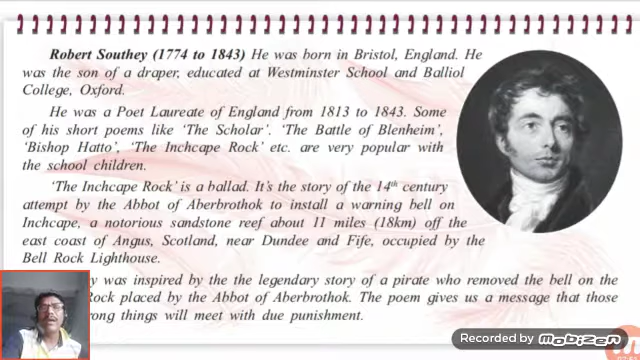 Robert Southey (1774 to 1843) He was born in Bristol, England. He
was the son of a draper, educated at Westminster School and Balliol
College, Oxford.
He was a Poet Laureate of England from 1813 to 1843. Some
of his short poems like ‘The Scholar’. ‘The Battle of Blenheim’,
‘Bishop Hatto’, ‘The Inchcape Rock’ etc. are very popular with
the school children.
‘The Inchcape Rock’ is a ballad. It’s the story of the 14th century
attempt by the Abbot of Aberbrothok to install a warning bell on
Inchcape, a notorious sandstone reef about 11 miles (18km) off the
east coast of Angus, Scotland, near Dundee and Fife, occupied by the
Bell Rock Lighthouse.
was inspired by the the legendary story of a pirate who removed the bell on the
Rock placed by the Abbot of Aberbrothok. The poem gives us a message that those
things will meet with due punishment.
Recorded by MOBIZEN